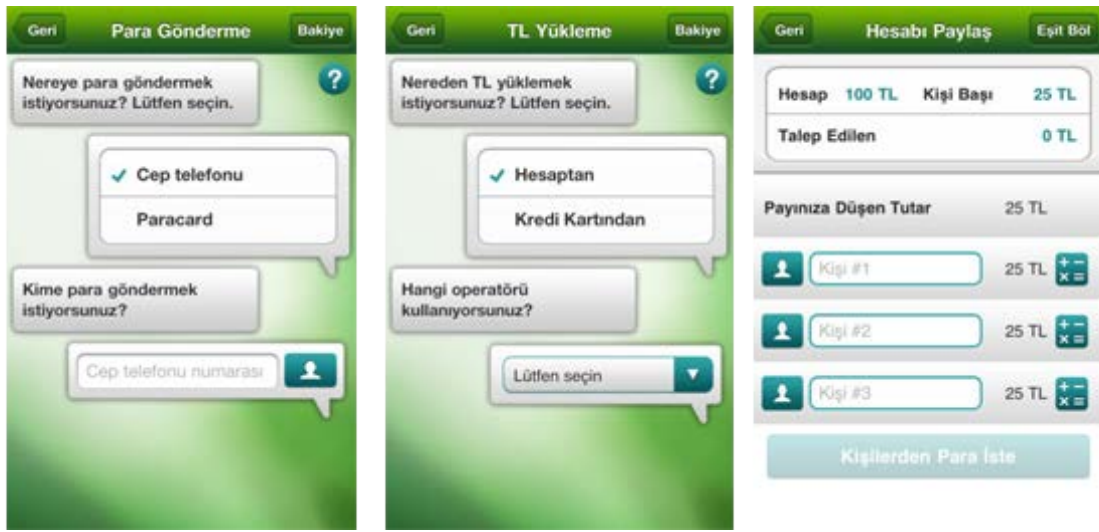 Geri Para Gönderme Bakiye
Nereye para göndermek
istiyorsunuz? Lütfen seçin.
?
Cep telefonu
Paracard
Kime para göndermek
istiyorsunuz?
Cep telefonu numarası
Geri TL Yükleme Bakiye
Nereden TL yüklemek
istiyorsunuz? Lütfen seçin.
?
Hesaptan
Kredi Kartından
Hangi operatörü
kullanıyorsunuz?
Lütfen seçin
Geri Hesabı Paylaş Eşit Böl
Hesap 100 TL Kişi Başı 25 TL
Talep Edilen 0 TL
Payınıza Düşen Tutar 25 TL
Kişi #1 25 TL + − × =
Kişi #2 25 TL + − × =
Kişi #3 25 TL + − × =
Kişilerden Para İste